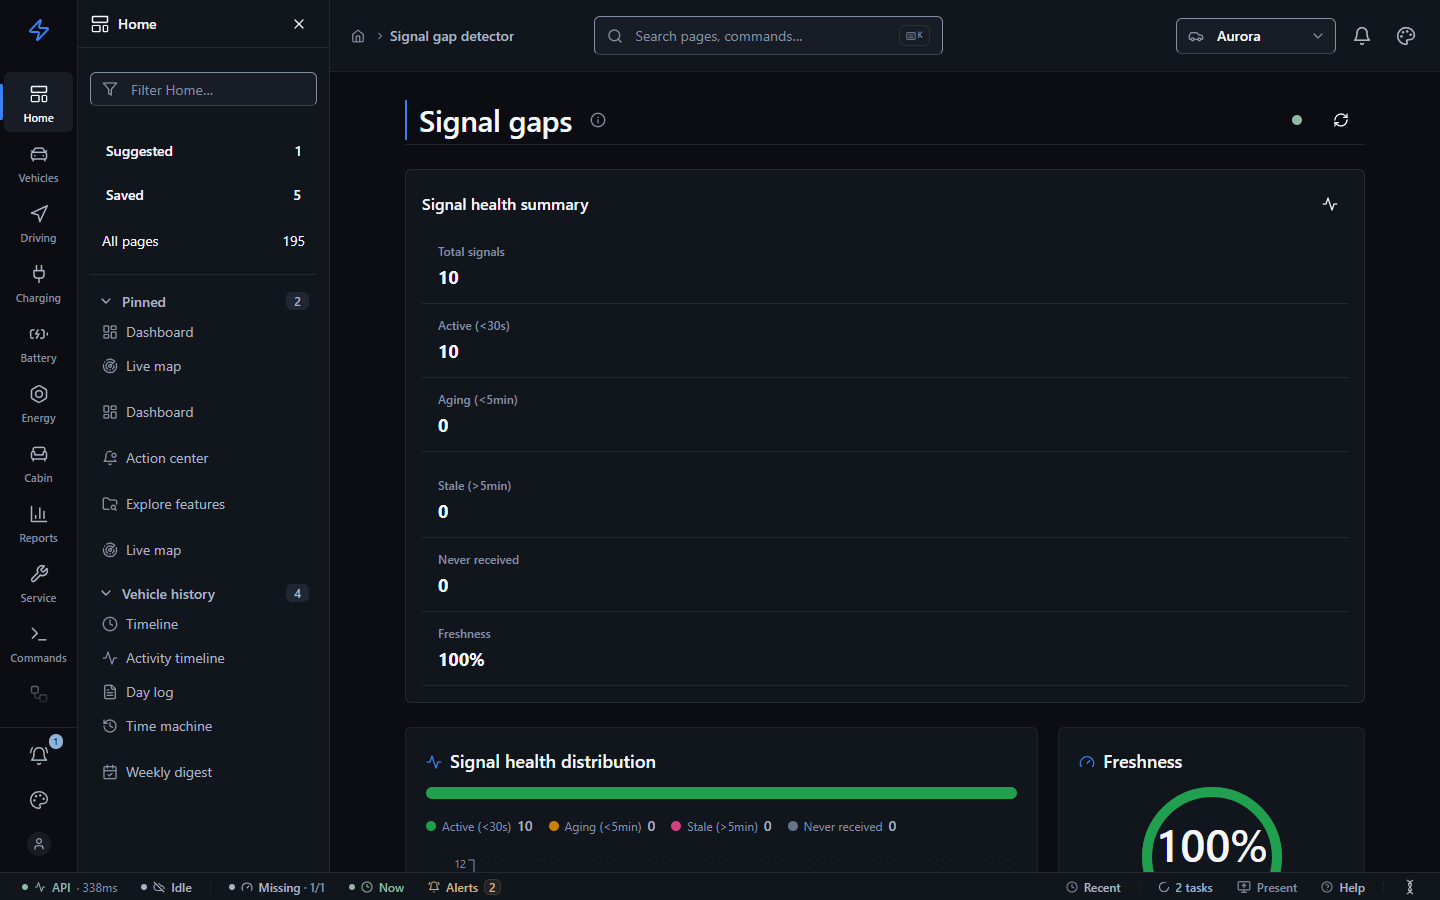 Home
Vehicles
Driving
Charging
Battery
Energy
Cabin
Reports
Service
Commands
1
Home
Filter Home...
Suggested 1
Saved 5
All pages 195
Pinned 2
Dashboard
Live map
Dashboard
Action center
Explore features
Live map
Vehicle history 4
Timeline
Activity timeline
Day log
Time machine
Weekly digest
Signal gap detector
Search pages, commands...
K
Aurora
Signal gaps
Signal health summary
Total signals
10
Active (<30s)
10
Aging (<5min)
0
Stale (>5min)
0
Never received
0
Freshness
100%
Signal health distribution
Active (<30s) 10 Aging (<5min) 0 Stale (>5min) 0 Never received 0
12
Freshness
100%
API · 338ms Idle Missing · 1/1 Now Alerts 2 Recent 2 tasks Present Help